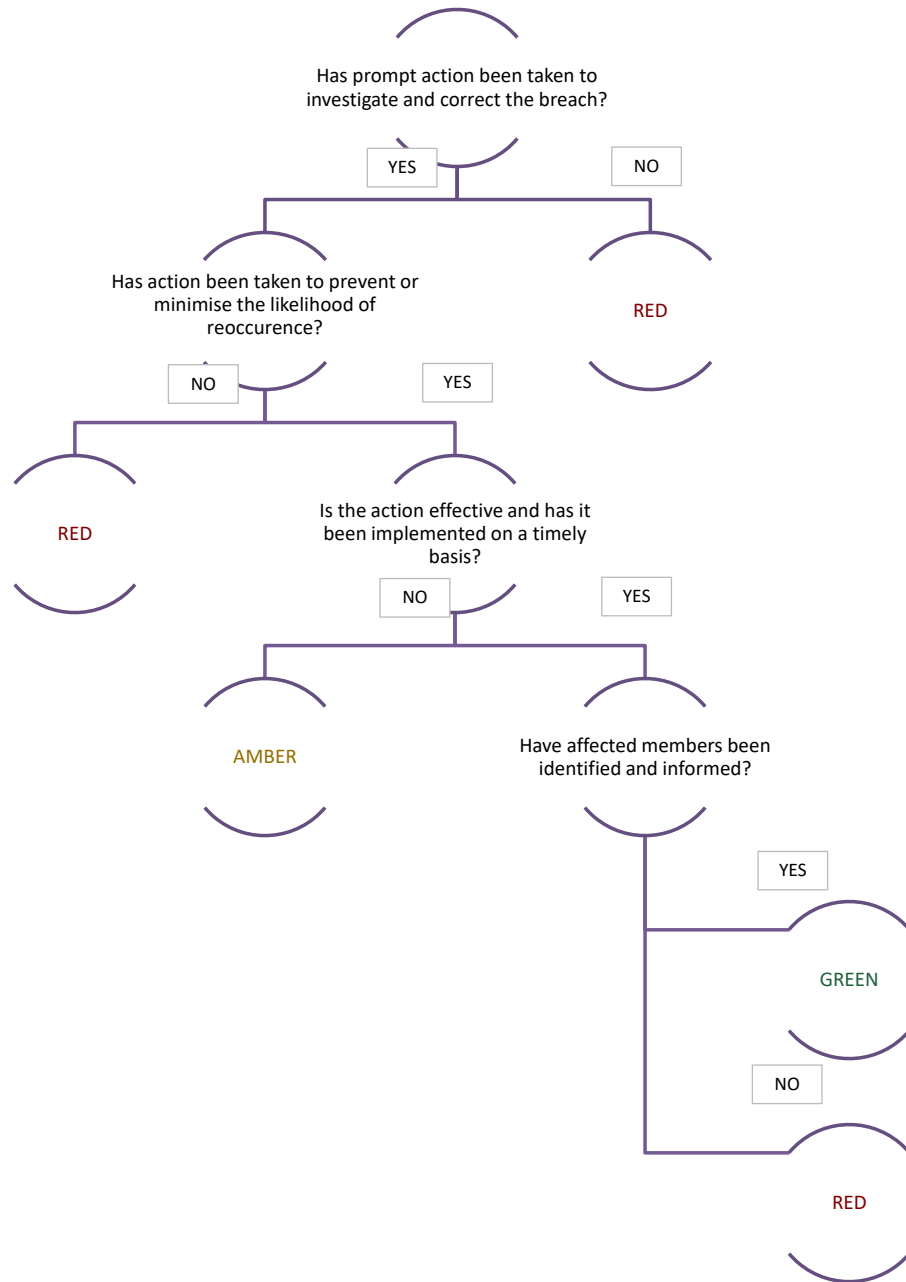 Has prompt action been taken to
investigate and correct the breach?
YES
NO
Has action been taken to prevent or
minimise the likelihood of
reoccurence?
RED
NO
YES
RED
Is the action effective and has it
been implemented on a timely
basis?
NO
YES
AMBER
Have affected members been
identified and informed?
YES
GREEN
NO
RED